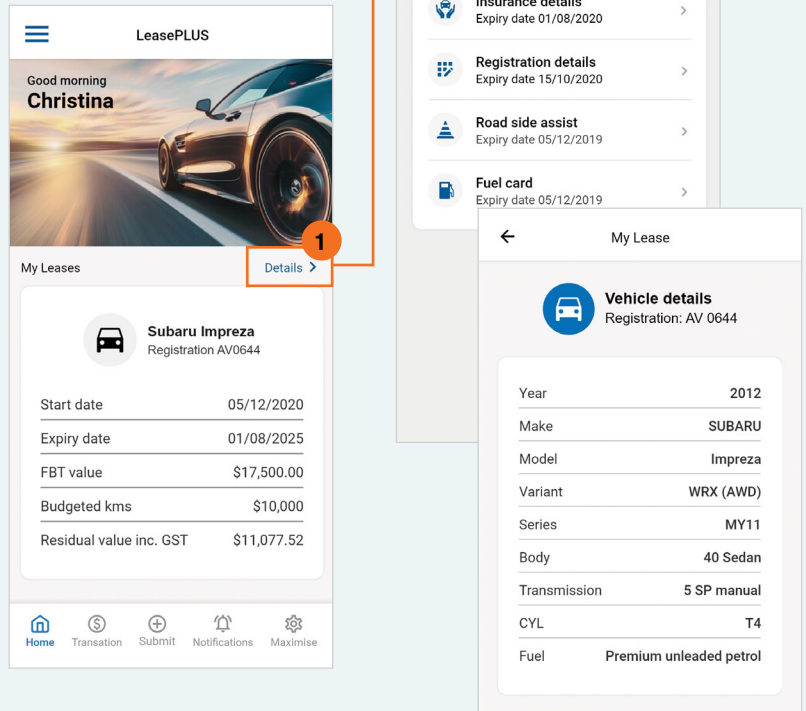 LeasePLUS
Good morning
Christina
1
My Leases
Details
Subaru Impreza
Registration AV0644
Start date 05/12/2020
Expiry date 01/08/2025
FBT value $17,500.00
Budgeted kms $10,000
Residual value inc. GST $11,077.52
Home Transation Submit Notifications Maximise
Insurance details
Expiry date 01/08/2020
Registration details
Expiry date 15/10/2020
Road side assist
Expiry date 05/12/2019
Fuel card
Expiry date 05/12/2019
My Lease
Vehicle details
Registration: AV 0644
Year 2012
Make SUBARU
Model Impreza
Variant WRX (AWD)
Series MY11
Body 40 Sedan
Transmission 5 SP manual
CYL T4
Fuel Premium unleaded petrol